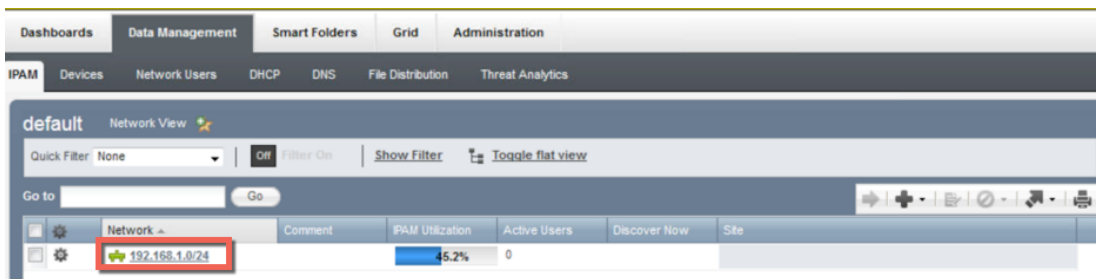 Dashboards Data Management Smart Folders Grid Administration
IPAM Devices Network Users DHCP DNS File Distribution Threat Analytics
default Network View
Quick Filter None Off Filter On Show Filter Toggle flat view
Go to Go
Network Comment IPAM Utilization Active Users Discover Now Site
192.168.1.0/24 45.2% 0